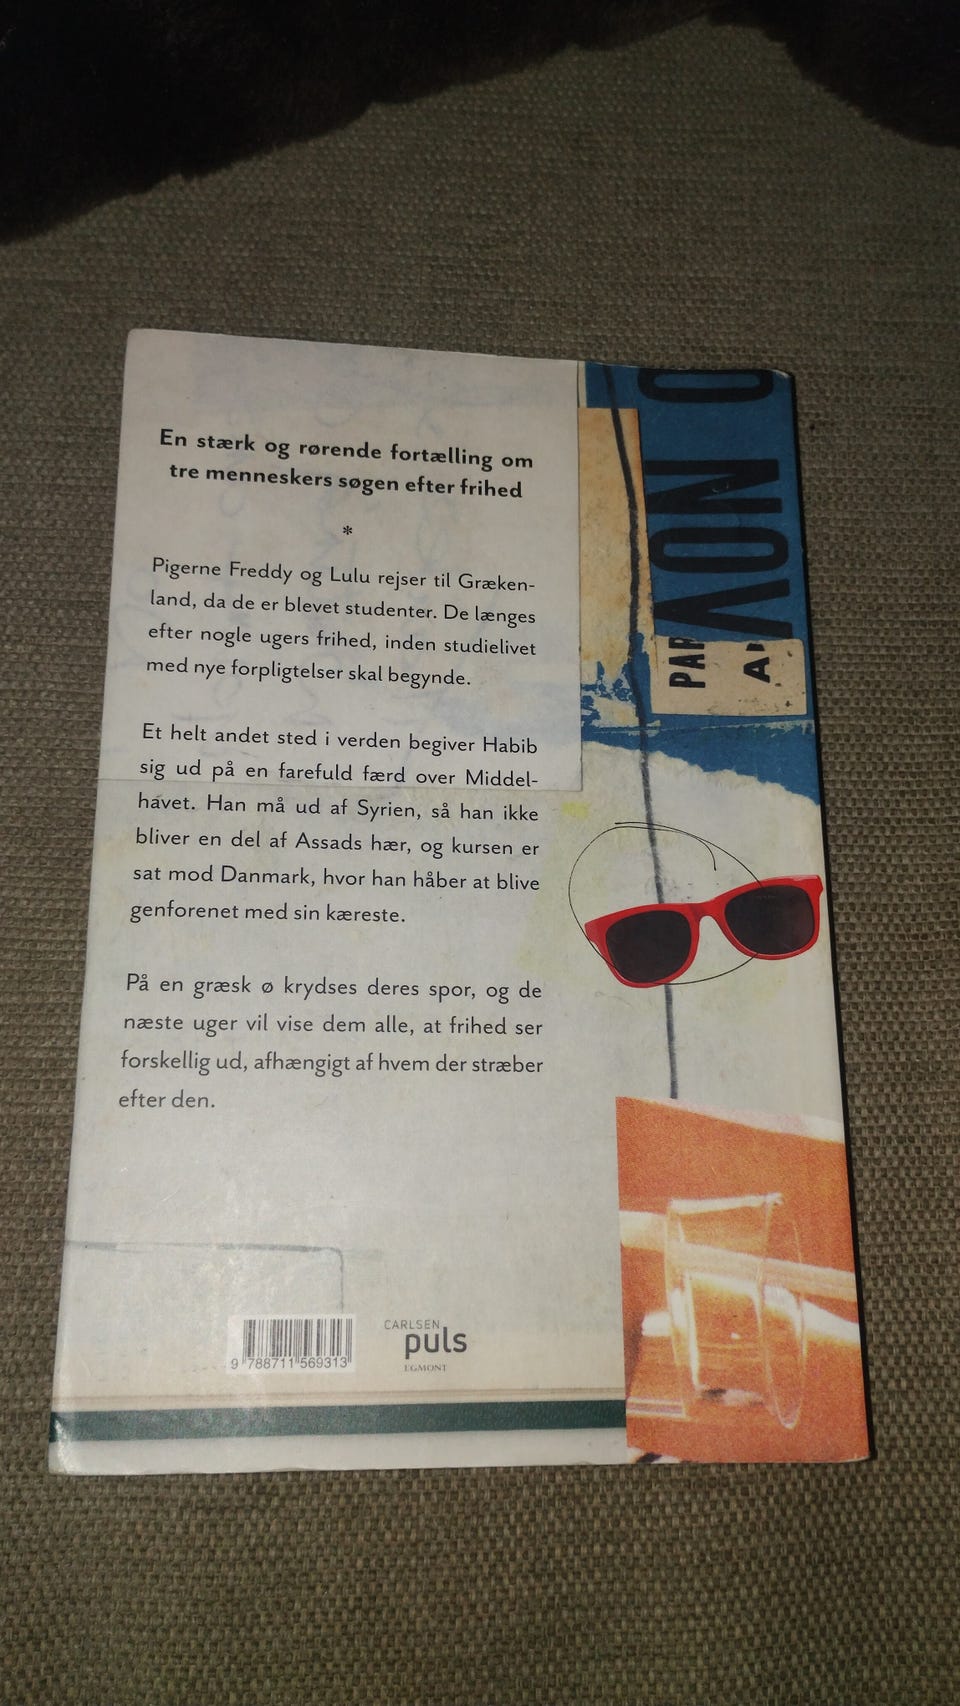 En stærk og rørende fortælling om
tre menneskers søgen efter frihed
*
Pigerne Freddy og Lulu rejser til Græken-
land, da de er blevet studenter. De længes
efter nogle ugers frihed, inden studielivet
med nye forpligtelser skal begynde.
Et helt andet sted i verden begiver Habib
sig ud på en farefuld færd over Middel-
havet. Han må ud af Syrien, så han ikke
bliver en del af Assads hær, og kursen er
sat mod Danmark, hvor han håber at blive
genforenet med sin kæreste.
På en græsk ø krydses deres spor, og de
næste uger vil vise dem alle, at frihed ser
forskellig ud, afhængigt af hvem der stræber
efter den.
O NOV
PAR
A
9 788711 569313
CARLSEN
puls
EGMONT